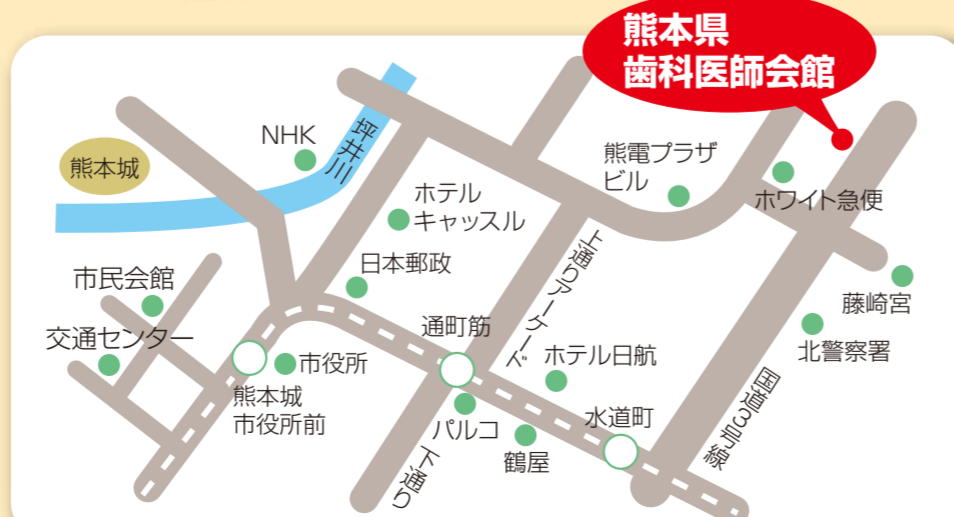 熊本県
歯科医師会館
NHK
坪井川
熊本城
熊電プラザ
ビル
ホワイト急便
ホテル
キャッスル
上通りアーケード
日本郵政
市民会館
藤崎宮
交通センター
通町筋
北警察署
市役所
ホテル日航
国道3号線
熊本城
市役所前
パルコ
水道町
鶴屋
下通り